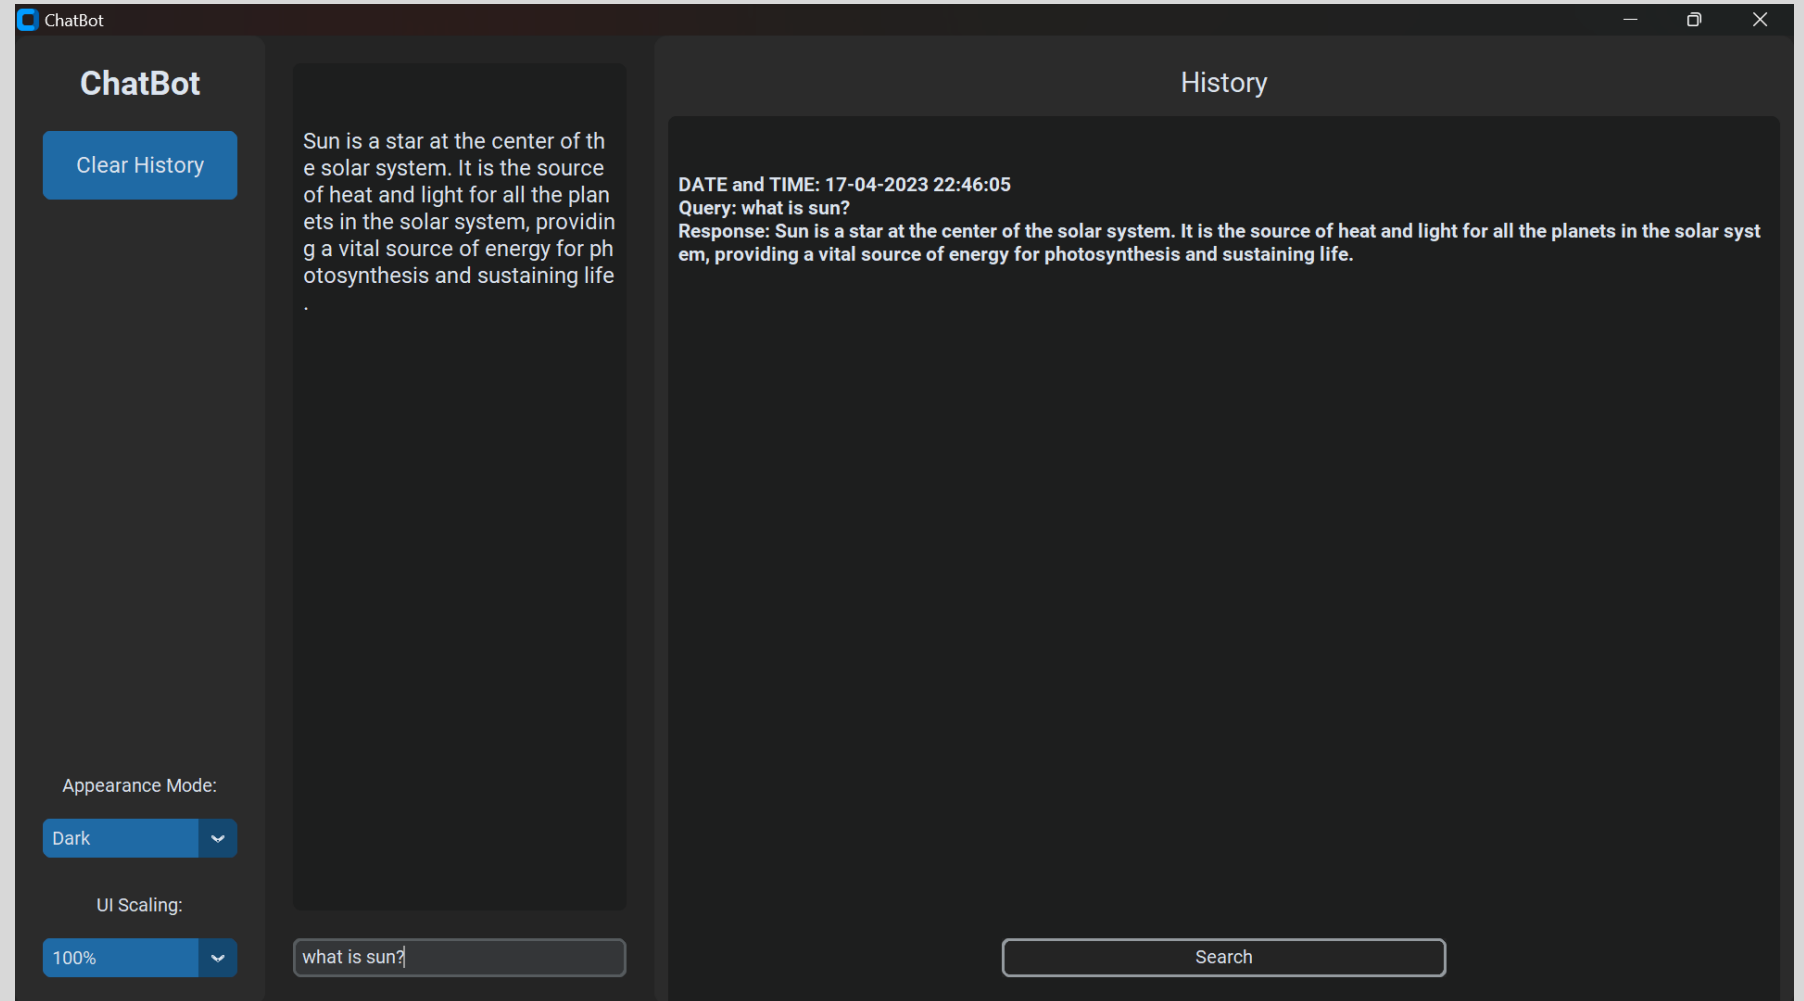 ChatBot
ChatBot
Clear History
Appearance Mode:
Dark
UI Scaling:
100%
Sun is a star at the center of th
e solar system. It is the source
of heat and light for all the plan
ets in the solar system, providin
g a vital source of energy for ph
otosynthesis and sustaining life
.
what is sun?
History
DATE and TIME: 17-04-2023 22:46:05
Query: what is sun?
Response: Sun is a star at the center of the solar system. It is the source of heat and light for all the planets in the solar syst
em, providing a vital source of energy for photosynthesis and sustaining life.
Search